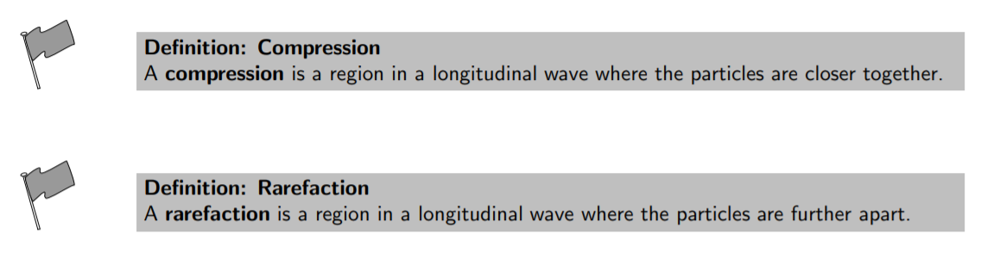 Definition: Compression
A compression is a region in a longitudinal wave where the particles are closer together.
Definition: Rarefaction
A rarefaction is a region in a longitudinal wave where the particles are further apart.